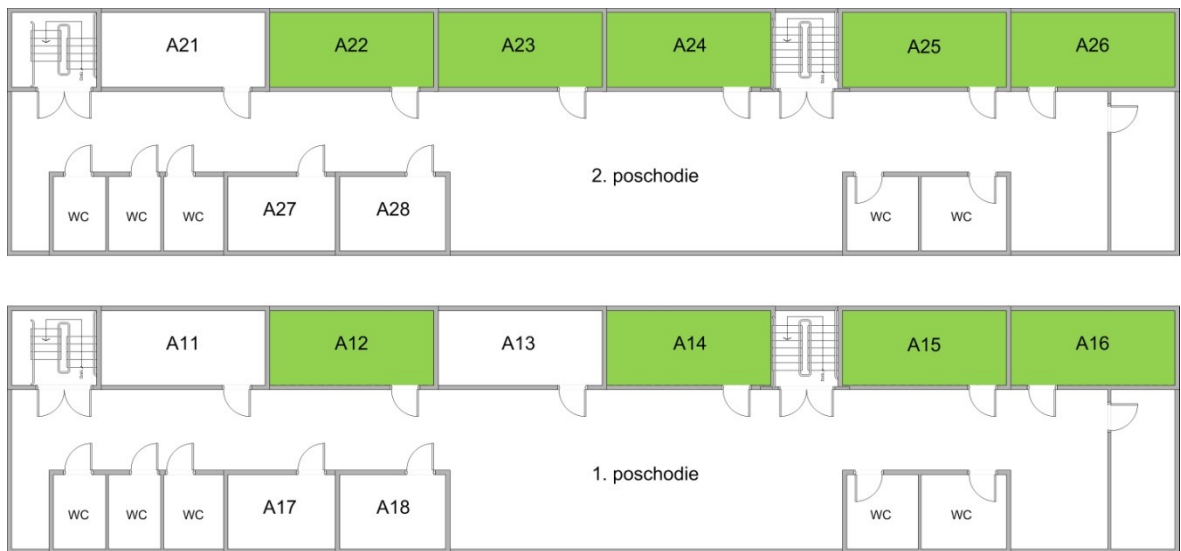 A21 A22 A23 A24 A25 A26
2. poschodie
WC WC WC A27 A28 WC WC
A11 A12 A13 A14 A15 A16
1. poschodie
WC WC WC A17 A18 WC WC